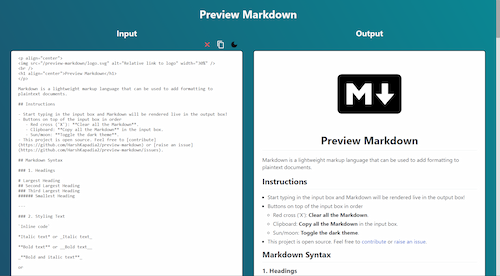 Preview Markdown
Input
<p align="center">
<img src="/preview-markdown/logo.svg" alt="Relative link to logo" width="30%" />
<br />
<h1 align="center">Preview Markdown</h1>
</p>
Markdown is a lightweight markup language that can be used to add formatting to
plaintext documents.
## Instructions
- Start typing in the input box and Markdown will be rendered live in the output box!
- Buttons on top of the input box in order
- Red cross ('X'): **Clear all the Markdown**.
- Clipboard: **Copy all the Markdown** in the input box.
- Sun/moon: **Toggle the dark theme**.
- This project is open source. Feel free to [contribute]
(https://github.com/HarshKapadia2/preview-markdown) or [raise an issue]
(https://github.com/HarshKapadia2/preview-markdown/issues).
## Markdown Syntax
### 1. Headings
# Largest Heading
## Second Largest Heading
### Third Largest Heading
###### Smallest Heading
### 2. Styling Text
`inline code`
*Italic text* or _Italic text_
**Bold text** or __Bold text__
_**Bold and italic text**_
or
Output
M
Preview Markdown
Markdown is a lightweight markup language that can be used to add formatting to
plaintext documents.
Instructions
Start typing in the input box and Markdown will be rendered live in the output box!
Buttons on top of the input box in order
Red cross ('X'): Clear all the Markdown.
Clipboard: Copy all the Markdown in the input box.
Sun/moon: Toggle the dark theme.
This project is open source. Feel free to contribute or raise an issue.
Markdown Syntax
1. Headings